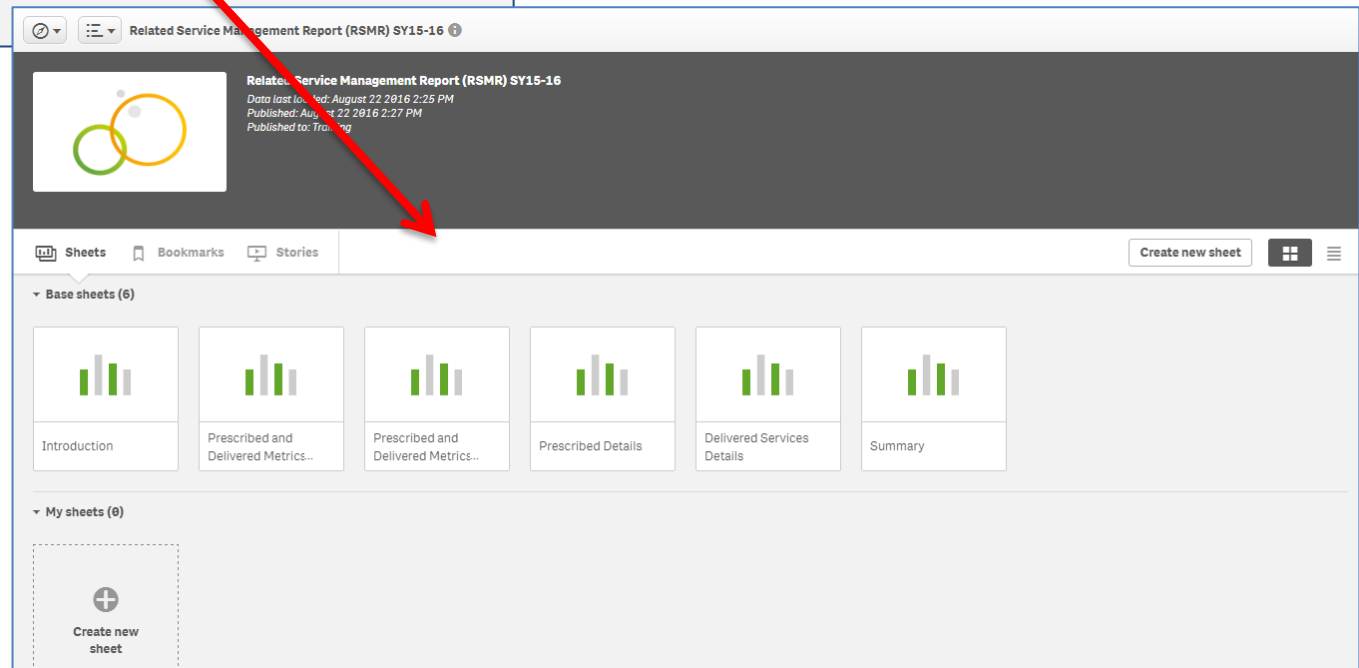 Related Service Management Report (RSMR) SY15-16
Related Service Management Report (RSMR) SY15-16
Data last loaded: August 22 2016 2:25 PM
Published: August 22 2016 2:27 PM
Published to: Training
Sheets Bookmarks Stories Create new sheet
Base sheets (6)
Introduction
Prescribed and
Delivered Metrics...
Prescribed and
Delivered Metrics...
Prescribed Details
Delivered Services
Details
Summary
My sheets (0)
Create new
sheet